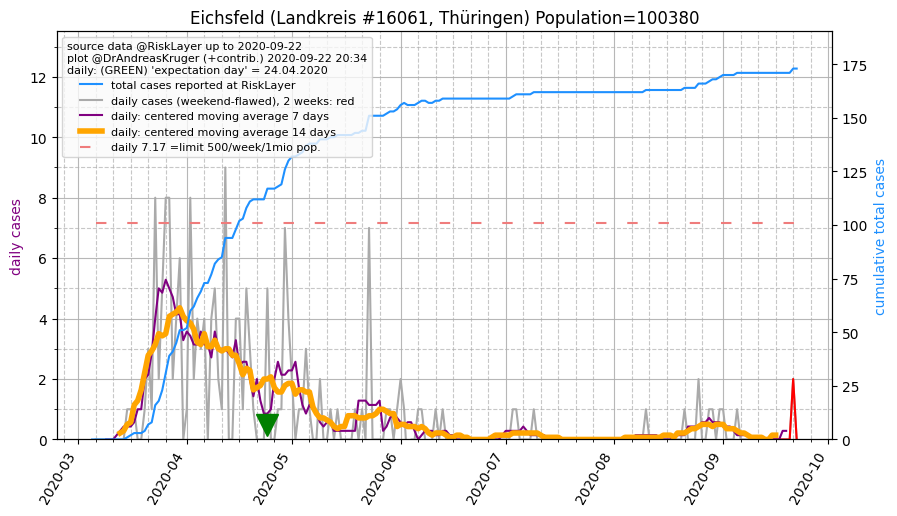 Eichsfeld (Landkreis #16061, Thüringen) Population=100380
source data @RiskLayer up to 2020-09-22
plot @DrAndreasKruger (+contrib.) 2020-09-22 20:34
daily: (GREEN) 'expectation day' = 24.04.2020
total cases reported at RiskLayer
daily cases (weekend-flawed), 2 weeks: red
daily: centered moving average 7 days
daily: centered moving average 14 days
daily 7.17 =limit 500/week/1mio pop.
daily cases
12
10
8
6
4
2
0
cumulative total cases
175
150
125
100
75
50
25
0
2020-03
2020-04
2020-05
2020-06
2020-07
2020-08
2020-09
2020-10